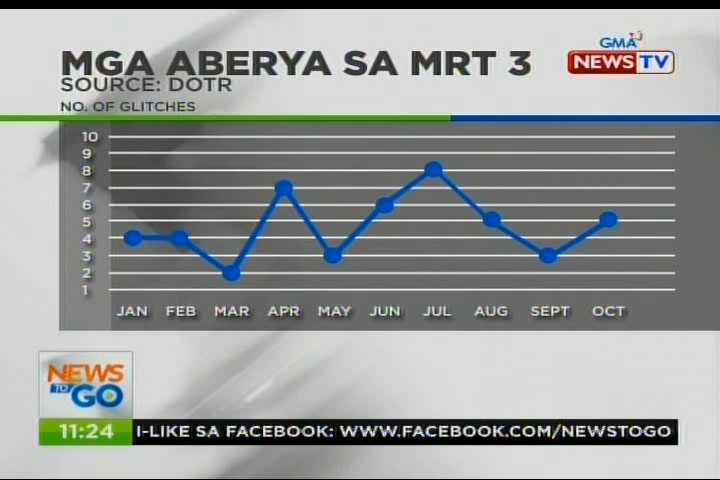 MGA ABERYA SA MRT 3
SOURCE: DOTR
NO. OF GLITCHES
GMA
NEWS TV
10
9
8
7
6
5
4
3
2
1
JAN FEB MAR APR MAY JUN JUL AUG SEPT OCT
NEWS
TO GO
11:24 I-LIKE SA FACEBOOK: WWW.FACEBOOK.COM/NEWSTOGO